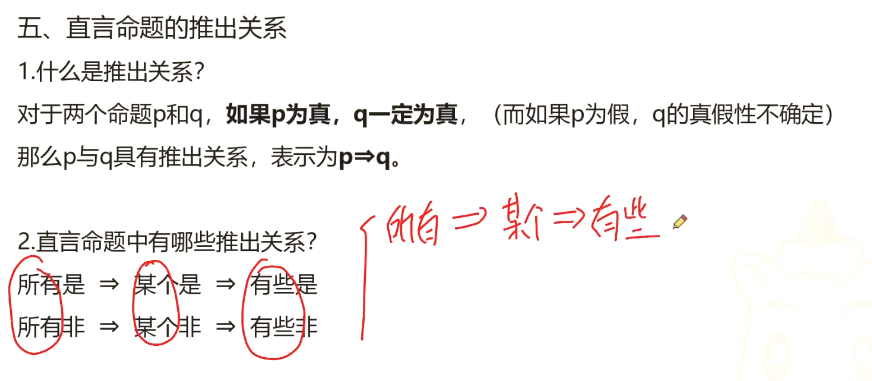 五、直言命题的推出关系
1.什么是推出关系？
对于两个命题p和q，如果p为真，q一定为真，（而如果p为假，q的真假性不确定）
那么p与q具有推出关系，表示为p⇒q。
所有⇒某个⇒有些
2.直言命题中有哪些推出关系？
所有是 ⇒ 某个是 ⇒ 有些是
所有非 ⇒ 某个非 ⇒ 有些非